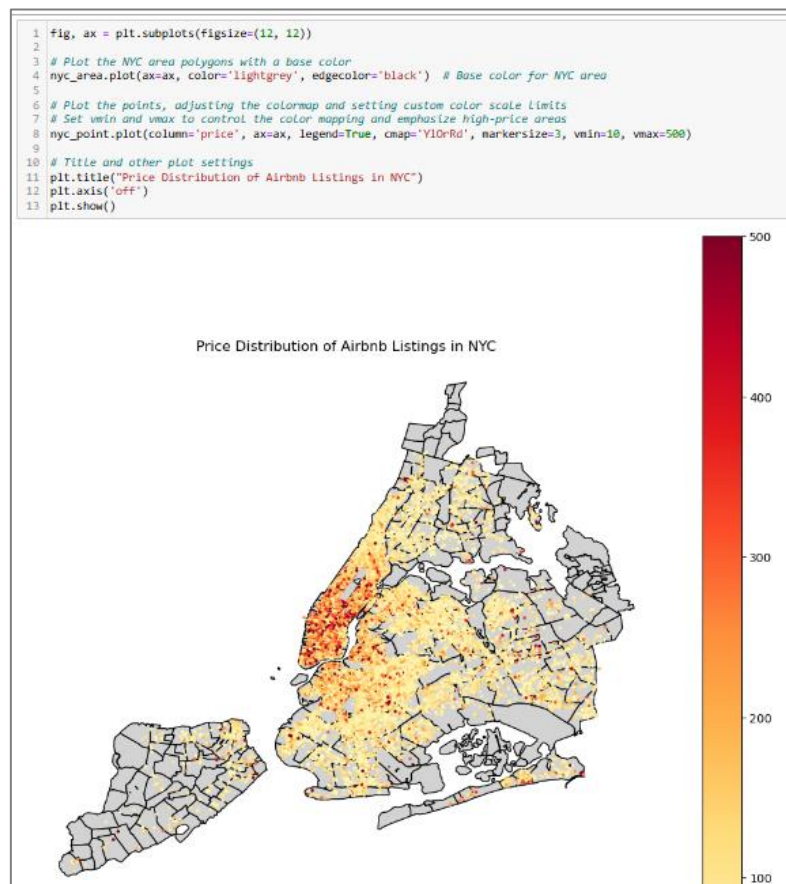 1 fig, ax = plt.subplots(figsize=(12, 12))
2
3 # Plot the NYC area polygons with a base color
4 nyc_area.plot(ax=ax, color='lightgrey', edgecolor='black')  # Base color for NYC area
5
6 # Plot the points, adjusting the colormap and setting custom color scale limits
7 # Set vmin and vmax to control the color mapping and emphasize high-price areas
8 nyc_point.plot(column='price', ax=ax, legend=True, cmap='YlOrRd', markersize=3, vmin=10, vmax=500)
9
10 # Title and other plot settings
11 plt.title("Price Distribution of Airbnb Listings in NYC")
12 plt.axis('off')
13 plt.show()
500
Price Distribution of Airbnb Listings in NYC
400
300
200
100